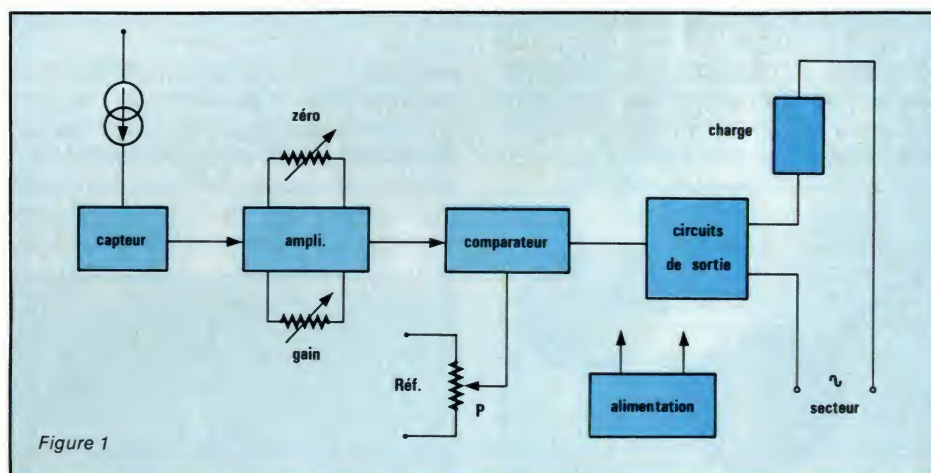 zéro
charge
capteur
ampli.
comparateur
circuits
de sortie
gain
Réf.
P
alimentation
secteur
Figure 1